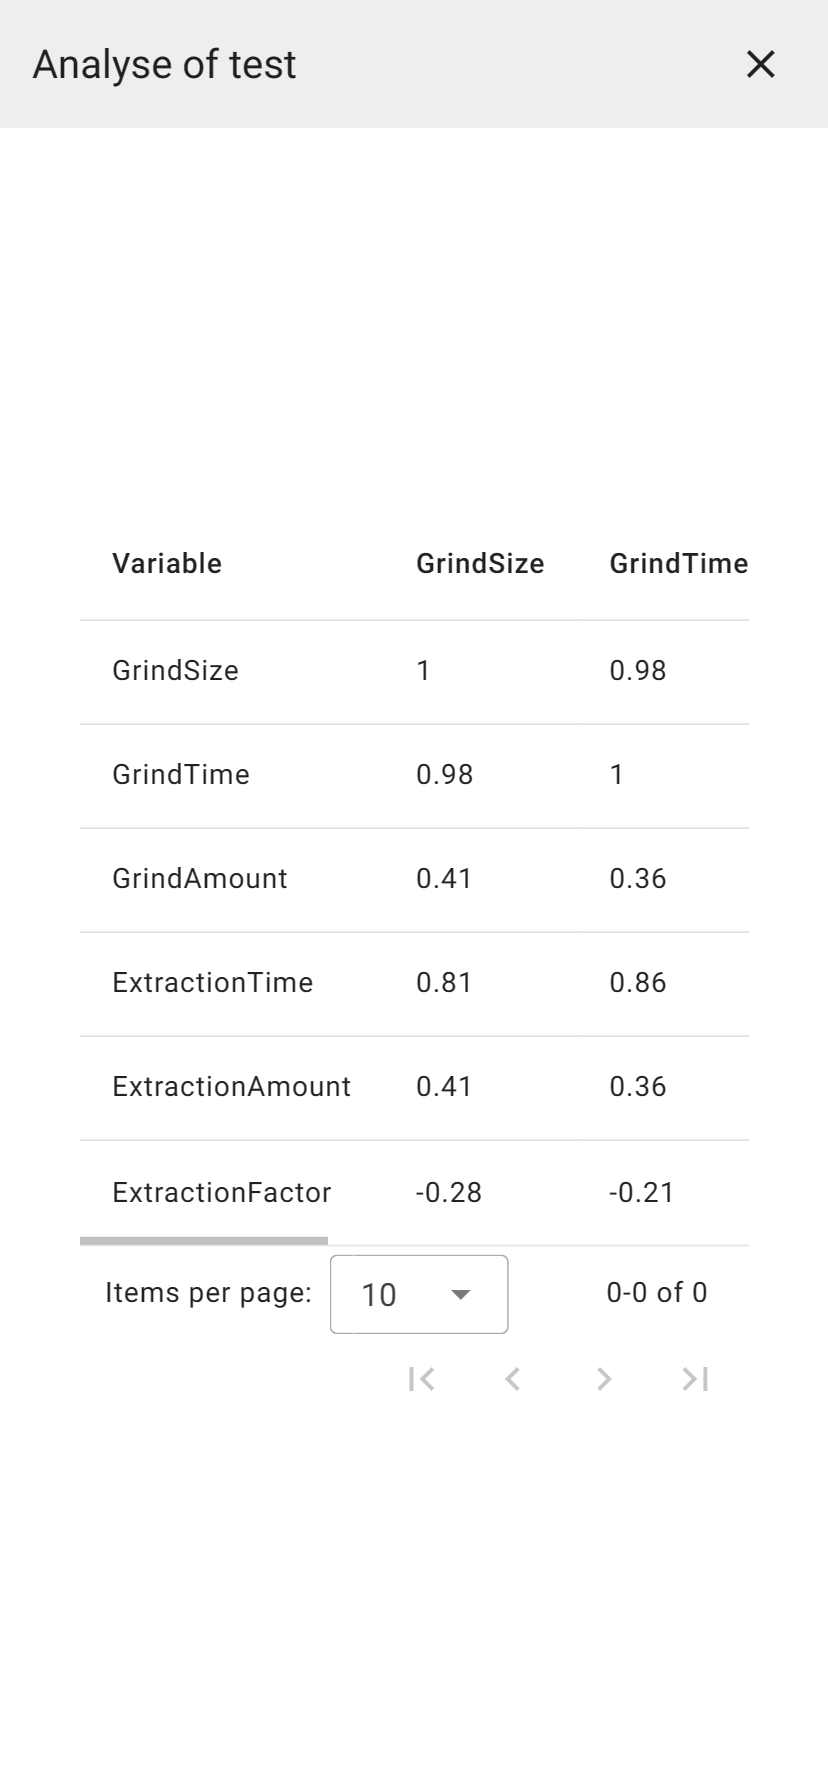 Analyse of test
Variable GrindSize GrindTime
GrindSize 1 0.98
GrindTime 0.98 1
GrindAmount 0.41 0.36
ExtractionTime 0.81 0.86
ExtractionAmount 0.41 0.36
ExtractionFactor -0.28 -0.21
Items per page: 10 0-0 of 0